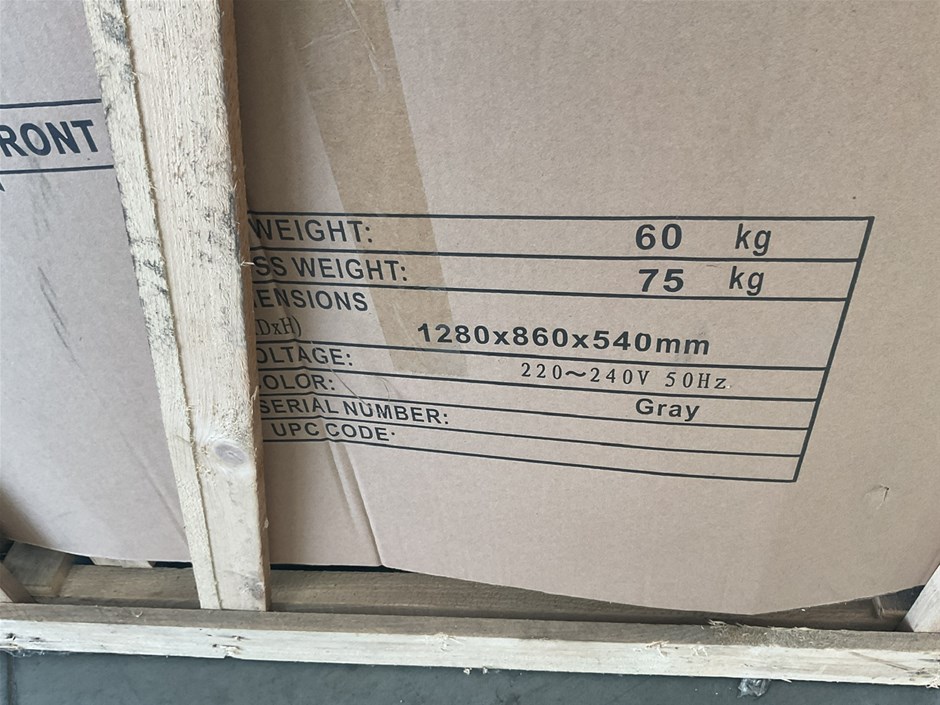 RONT
WEIGHT: 60 kg
SS WEIGHT: 75 kg
ENSIONS
DxH) 1280x860x540mm
OLTAGE: 220～240V 50Hz
OLOR: Gray
SERIAL NUMBER:
UPC CODE: